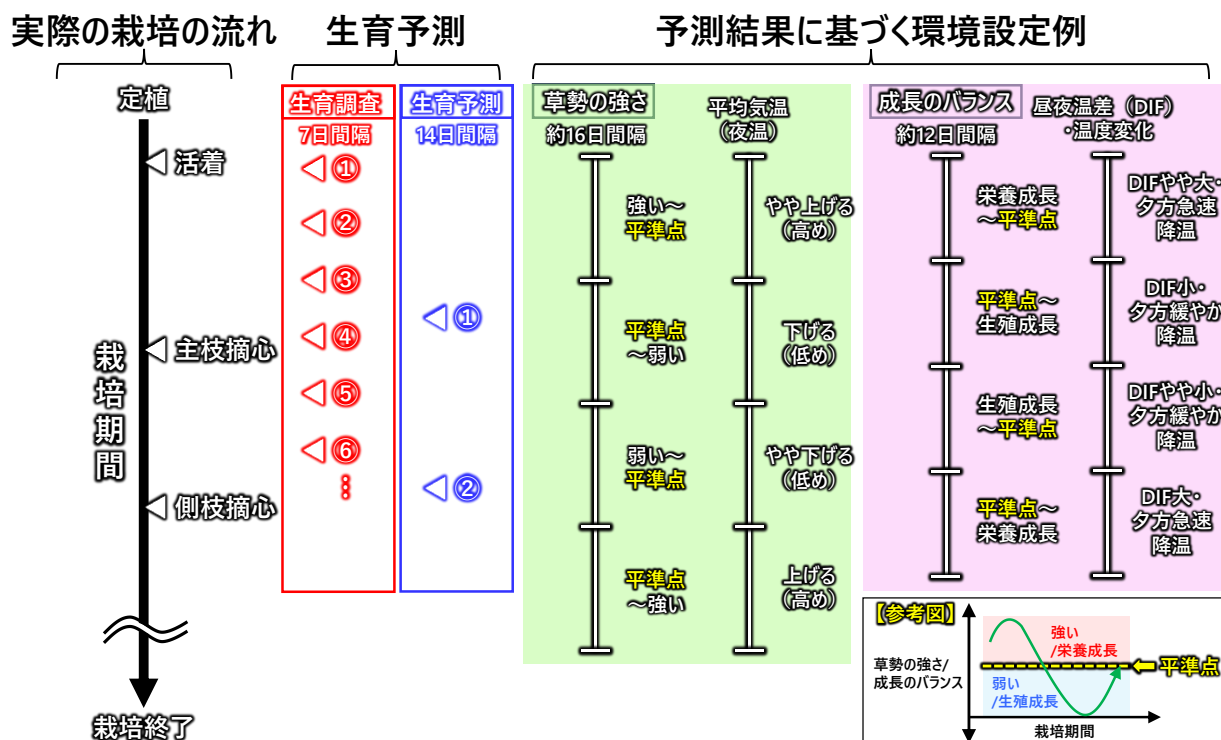 実際の栽培の流れ
生育予測
予測結果に基づく環境設定例
定植
活着
主枝摘心
栽培期間
側枝摘心
栽培終了
生育調査
7日間隔
①
②
③
④
⑤
⑥
生育予測
14日間隔
①
②
草勢の強さ
約16日間隔
強い～
平準点
平準点
～弱い
弱い～
平準点
平準点
～強い
平均気温
（夜温）
やや上げる
（高め）
下げる
（低め）
やや下げる
（低め）
上げる
（高め）
成長のバランス
約12日間隔
栄養成長
～平準点
平準点～
生殖成長
生殖成長
～平準点
平準点～
栄養成長
昼夜温差（DIF）
・温度変化
DIFやや大・
夕方急速
降温
DIF小・
夕方緩やか
降温
DIFやや小・
夕方緩やか
降温
DIF大・
夕方急速
降温
【参考図】
草勢の強さ/
成長のバランス
強い
/栄養成長
弱い
/生殖成長
平準点
栽培期間